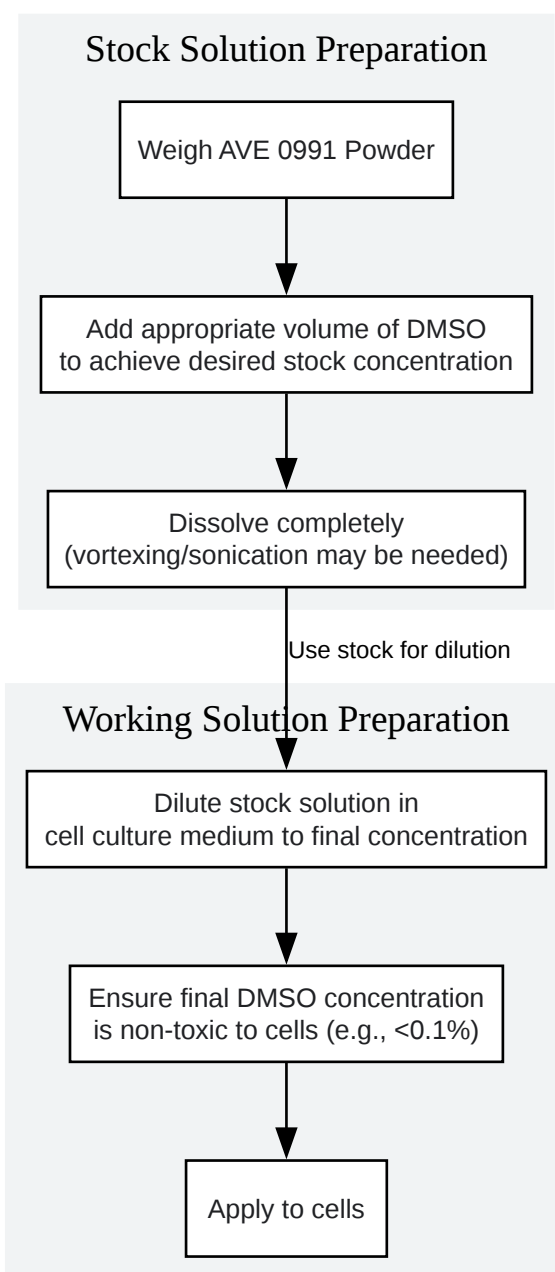 Stock Solution Preparation
Weigh AVE 0991 Powder
Add appropriate volume of DMSO
to achieve desired stock concentration
Dissolve completely
(vortexing/sonication may be needed)
Use stock for dilution
Working Solution Preparation
Dilute stock solution in
cell culture medium to final concentration
Ensure final DMSO concentration
is non-toxic to cells (e.g., <0.1%)
Apply to cells